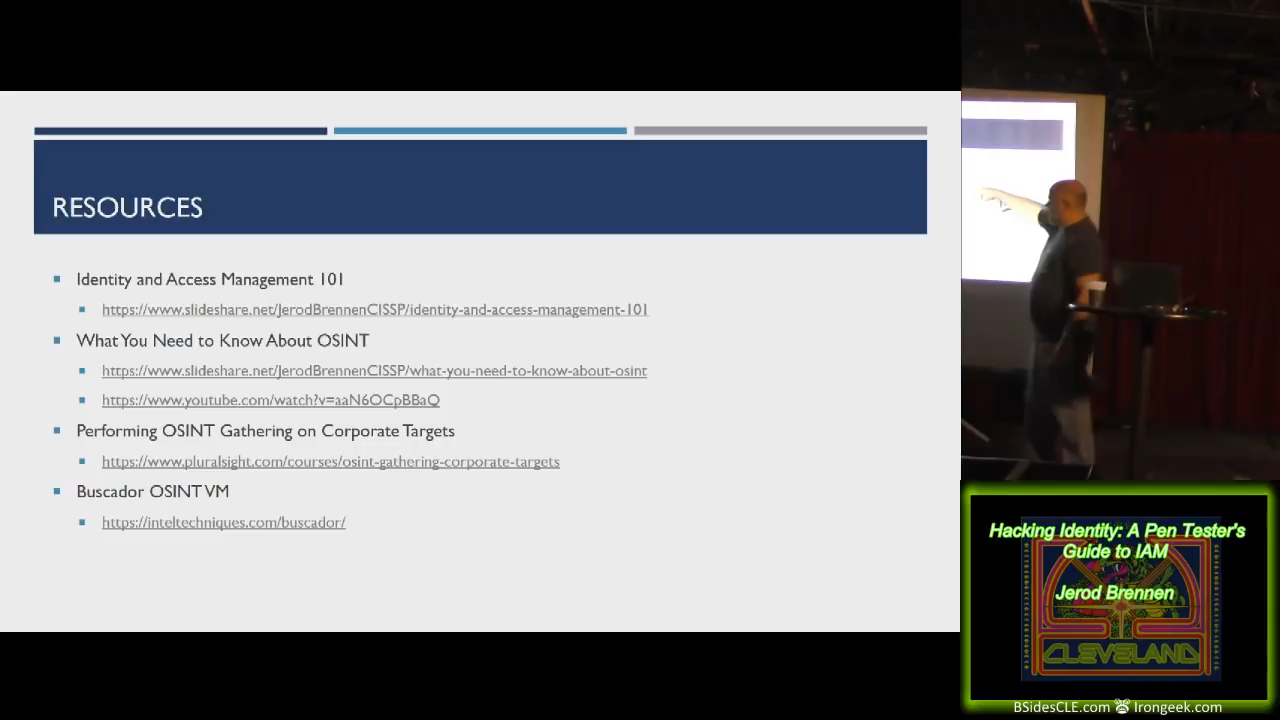 RESOURCES
Identity and Access Management 101
https://www.slideshare.net/JerodBrennenCISSP/identity-and-access-management-101
What You Need to Know About OSINT
https://www.slideshare.net/JerodBrennenCISSP/what-you-need-to-know-about-osint
https://www.youtube.com/watch?v=aaN6OCpBBaQ
Performing OSINT Gathering on Corporate Targets
https://www.pluralsight.com/courses/osint-gathering-corporate-targets
Buscador OSINT VM
https://inteltechniques.com/buscador/
Hacking Identity: A Pen Tester's
Guide to IAM
Jerod Brennen
CLEVELAND
BSidesCLE.com Irongeek.com